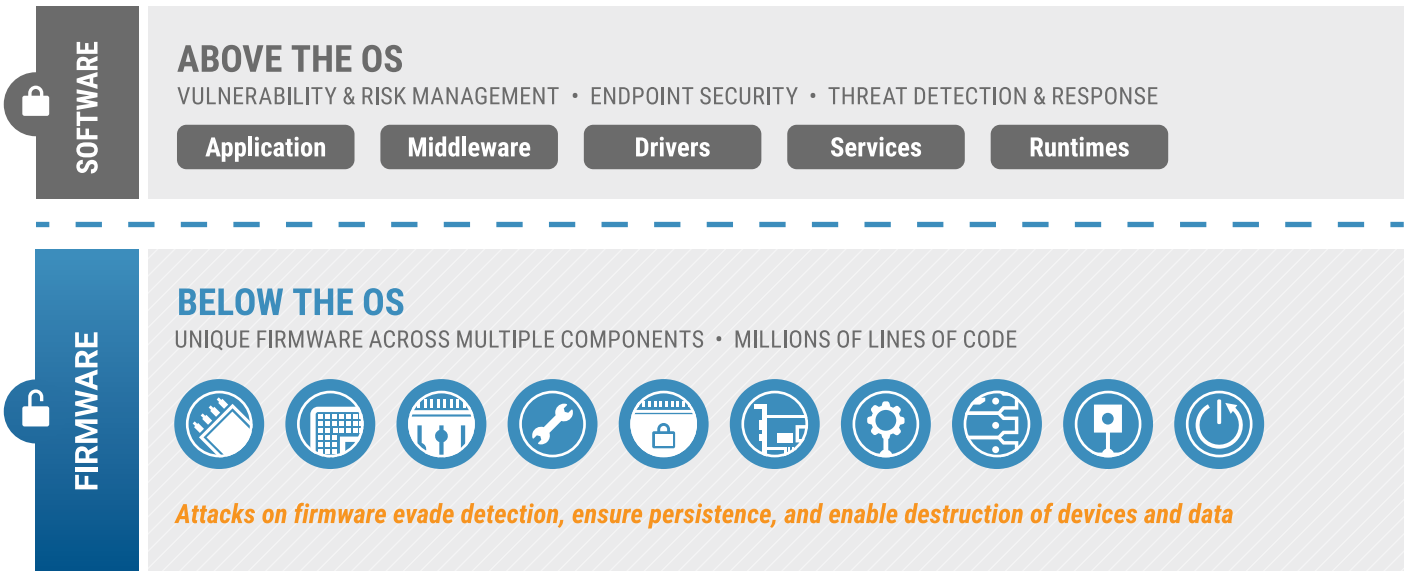 SOFTWARE
ABOVE THE OS
VULNERABILITY & RISK MANAGEMENT • ENDPOINT SECURITY • THREAT DETECTION & RESPONSE
Application Middleware Drivers Services Runtimes
FIRMWARE
BELOW THE OS
UNIQUE FIRMWARE ACROSS MULTIPLE COMPONENTS • MILLIONS OF LINES OF CODE
Attacks on firmware evade detection, ensure persistence, and enable destruction of devices and data